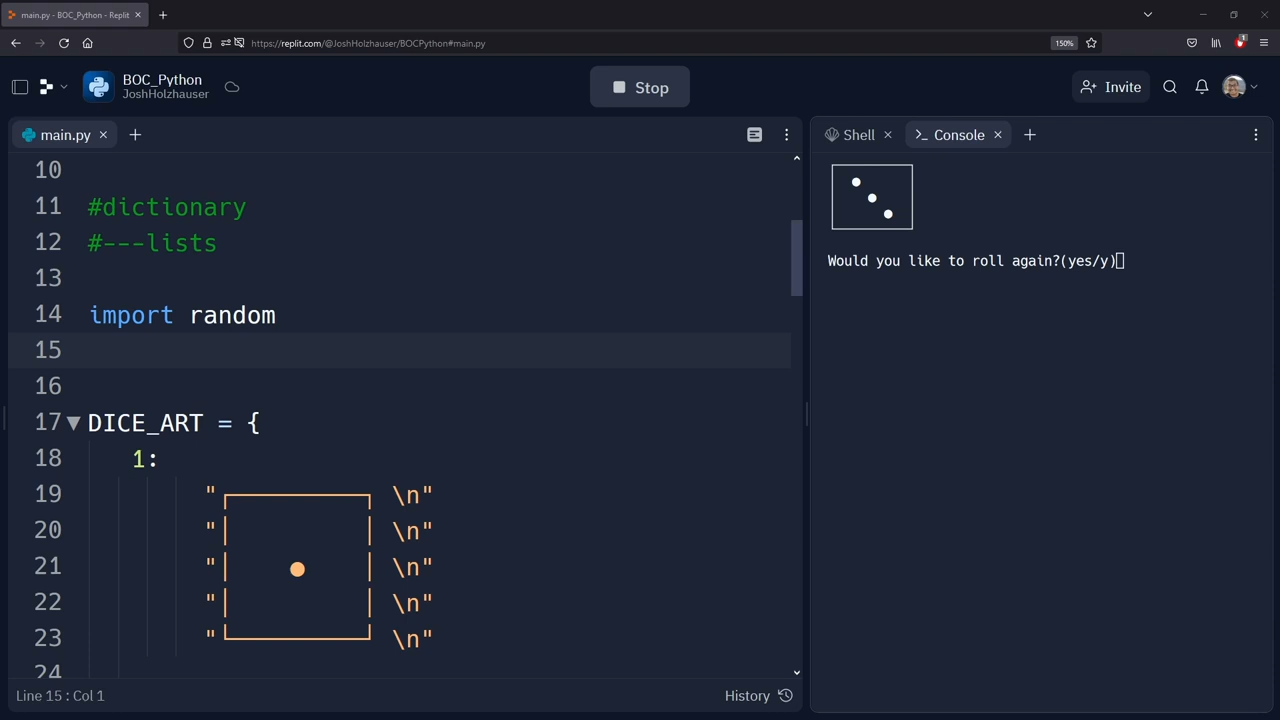 main.py - BOC_Python - Replit
https://replit.com/@JoshHolzhauser/BOCPython#main.py
150%
1
BOC_Python
JoshHolzhauser
Stop
Invite
main.py
10
11 #dictionary
12 #---lists
13
14 import random
15
16
17 DICE_ART = {
18 1:
19 "┌─────────┐ \n"
20 "│         │ \n"
21 "│    ●    │ \n"
22 "│         │ \n"
23 "└─────────┘ \n"
24
Line 15 : Col 1
History
Shell
>_ Console
Would you like to roll again?(yes/y)